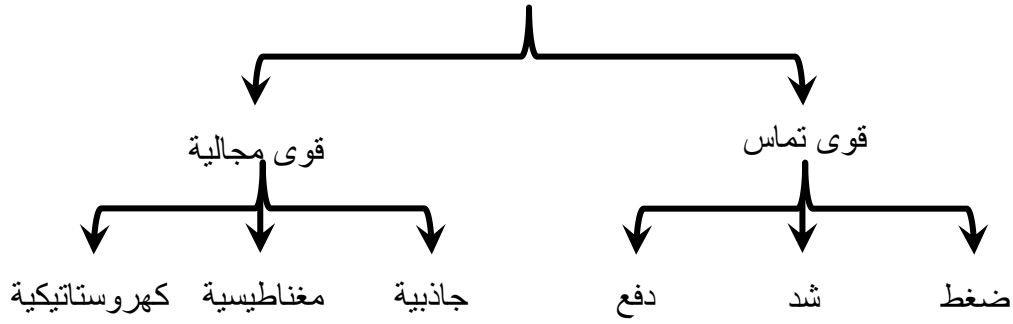 قوى تماس
قوى مجالية
ضغط
شد
دفع
جاذبية
مغناطيسية
كهروستاتيكية